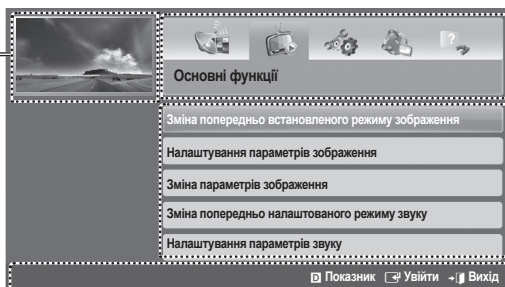 Основні функції
Зміна попередньо встановленого режиму зображення
Налаштування параметрів зображення
Зміна параметрів зображення
Зміна попередньо налаштованого режиму звуку
Налаштування параметрів звуку
D Показник Увійти Вихід